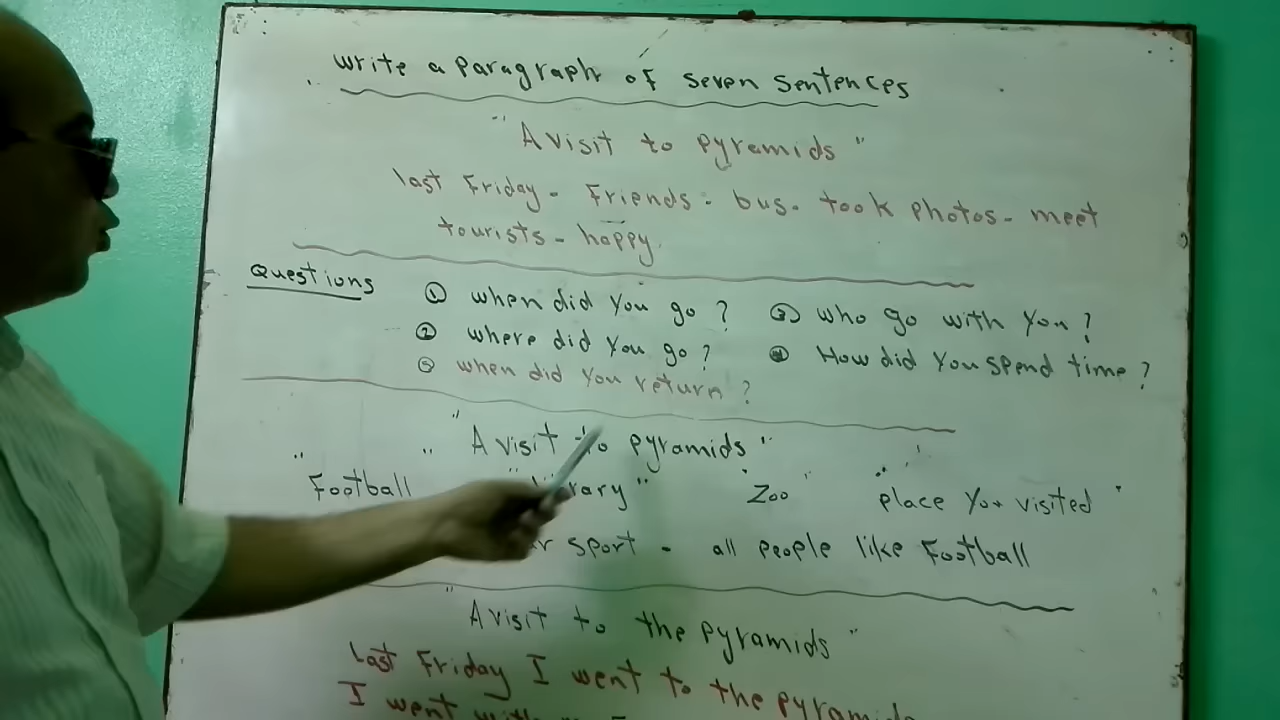 write a paragraph of seven sentences
"A visit to pyramids"
last Friday - Friends - bus - took photos - meet
tourists - happy
Questions ① when did you go ? ③ who go with you ?
② where did you go ? ④ How did you spend time ?
⑤ when did you return ?
"A visit to pyramids"
"Football" "Zoo" "place you visited"
sport - all people like Football
"A visit to the pyramids"
last Friday I went to the
I went